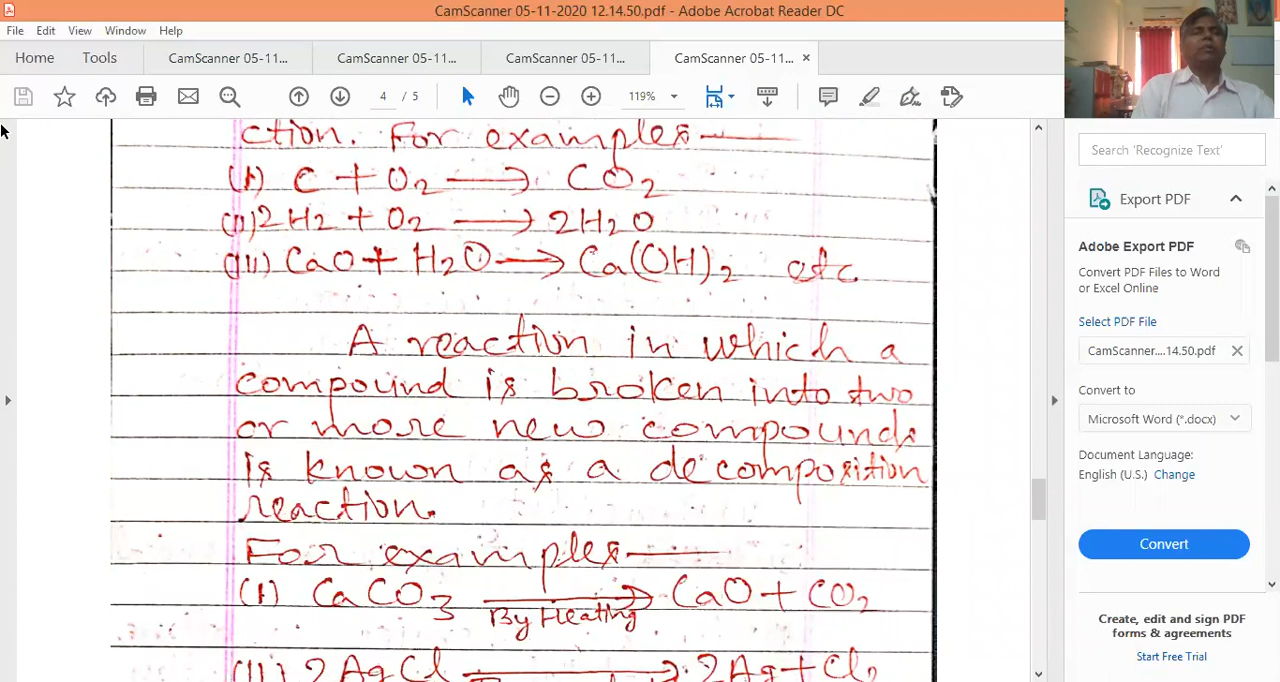 CamScanner 05-11-2020 12.14.50.pdf - Adobe Acrobat Reader DC
File Edit View Window Help
Home Tools CamScanner 05-11... CamScanner 05-11... CamScanner 05-11... CamScanner 05-11... ×
4 / 5 119%
ction. For examples
(I) C + O2 → CO2
(II) 2H2 + O2 → 2H2O
(III) CaO + H2O → Ca(OH)2 etc
A reaction in which a
compound is broken into two
or more new compounds
is known as a decomposition
reaction.
For examples
(I) CaCO3 → CaO + CO2
By Heating
(II) 2AgCl → 2Ag + Cl2
Search 'Recognize Text'
Export PDF
Adobe Export PDF
Convert PDF Files to Word
or Excel Online
Select PDF File
CamScanner....14.50.pdf
Convert to
Microsoft Word (*.docx)
Document Language:
English (U.S.) Change
Convert
Create, edit and sign PDF
forms & agreements
Start Free Trial